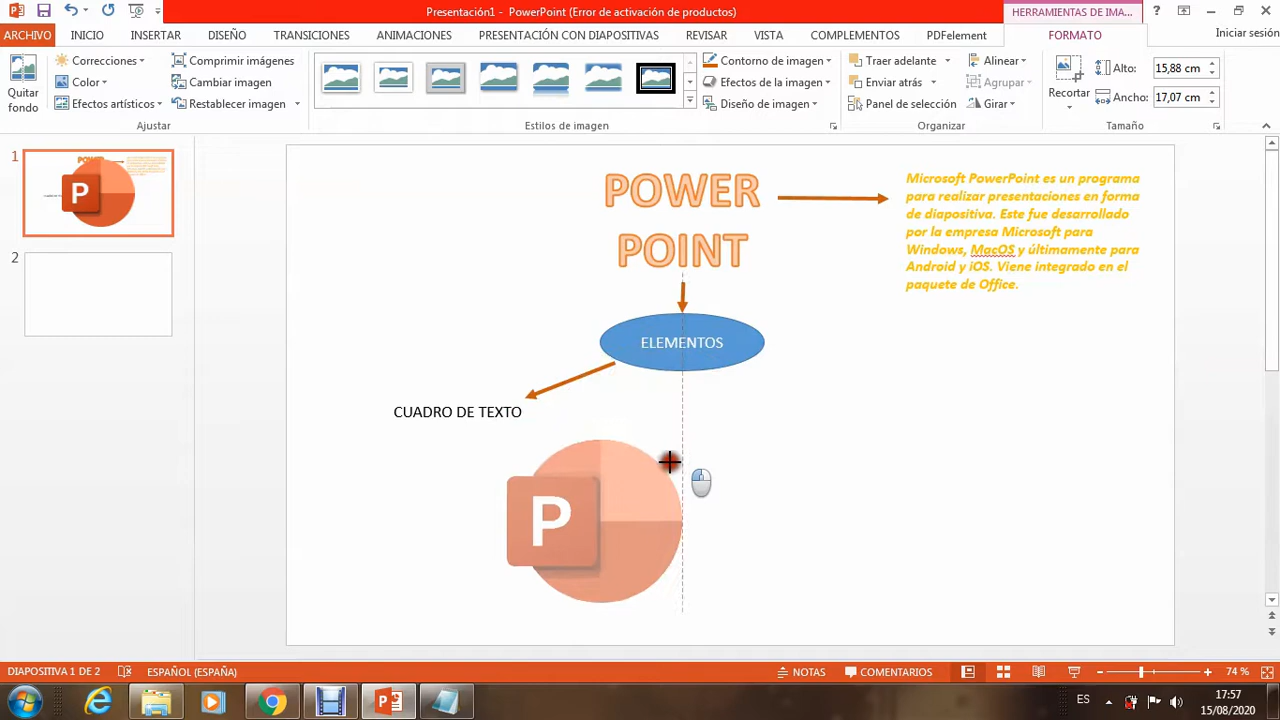 Presentación1 - PowerPoint (Error de activación de productos)
HERRAMIENTAS DE IMA...
ARCHIVO INICIO INSERTAR DISEÑO TRANSICIONES ANIMACIONES PRESENTACIÓN CON DIAPOSITIVAS REVISAR VISTA COMPLEMENTOS PDFelement FORMATO Iniciar sesión
Quitar fondo
Correcciones
Color
Efectos artísticos
Comprimir imágenes
Cambiar imagen
Restablecer imagen
Ajustar
Contorno de imagen
Efectos de la imagen
Diseño de imagen
Estilos de imagen
Traer adelante
Enviar atrás
Panel de selección
Alinear
Agrupar
Girar
Organizar
Recortar
Alto: 15,88 cm
Ancho: 17,07 cm
Tamaño
1
P
2
POWER
POINT
Microsoft PowerPoint es un programa
para realizar presentaciones en forma
de diapositiva. Este fue desarrollado
por la empresa Microsoft para
Windows, MacOS y últimamente para
Android y iOS. Viene integrado en el
paquete de Office.
ELEMENTOS
CUADRO DE TEXTO
P
DIAPOSITIVA 1 DE 2 ESPAÑOL (ESPAÑA) NOTAS COMENTARIOS 74 %
ES
17:57
15/08/2020